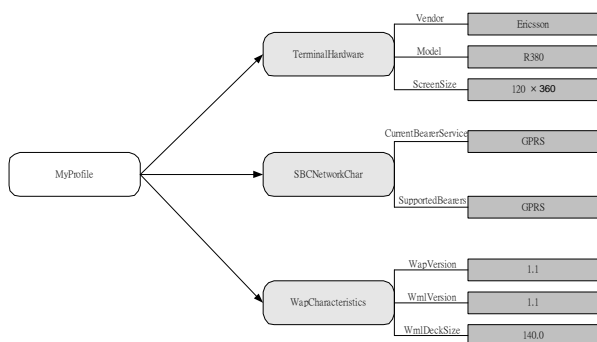 Vendor
Ericsson
TerminalHardware
Model
R380
ScreenSize
120 × 360
CurrentBearerService
GPRS
MyProfile
SBCNetworkChar
SupportedBearers
GPRS
WapVersion
1.1
WapCharacteristics
WmlVersion
1.1
WmlDeckSize
140.0